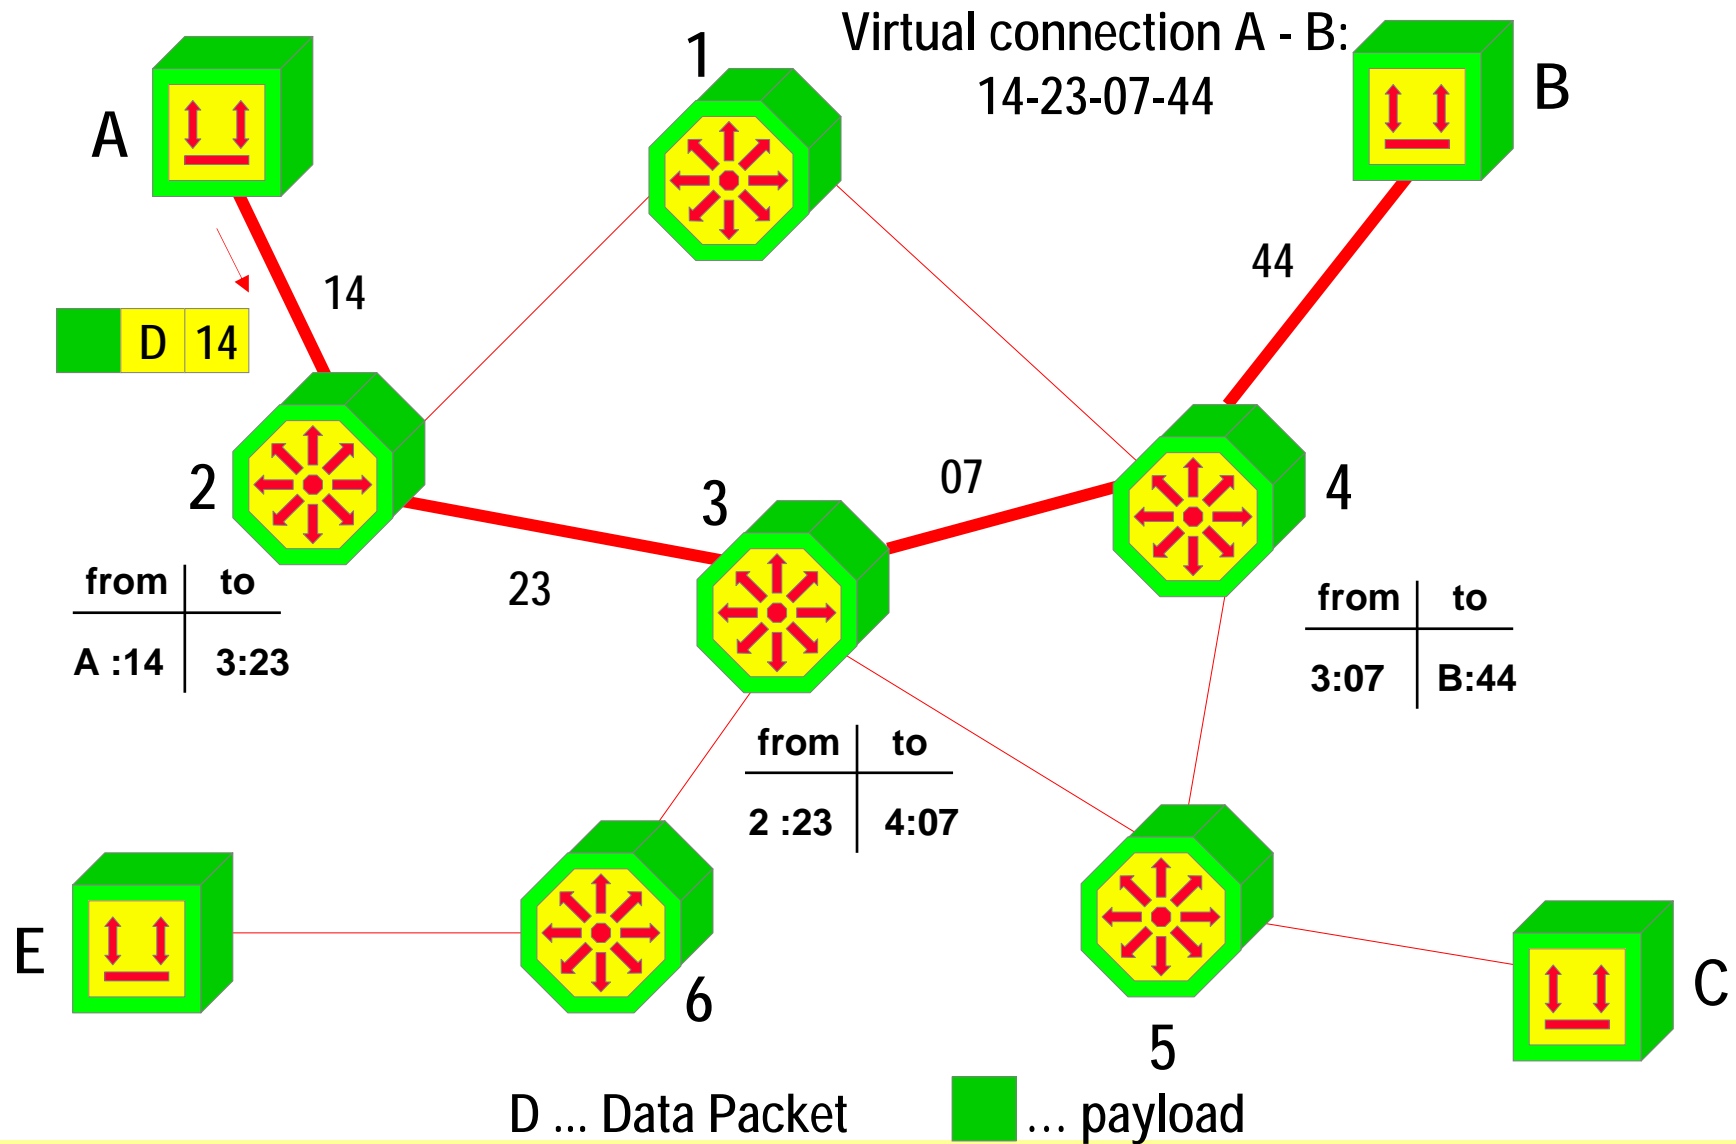 Virtual connection A - B:
14-23-07-44
1
A
B
44
14
D 14
2
3
07
4
23
from to
A :14 3:23
from to
3:07 B:44
from to
2 :23 4:07
E
6
5
C
D ... Data Packet
... payload